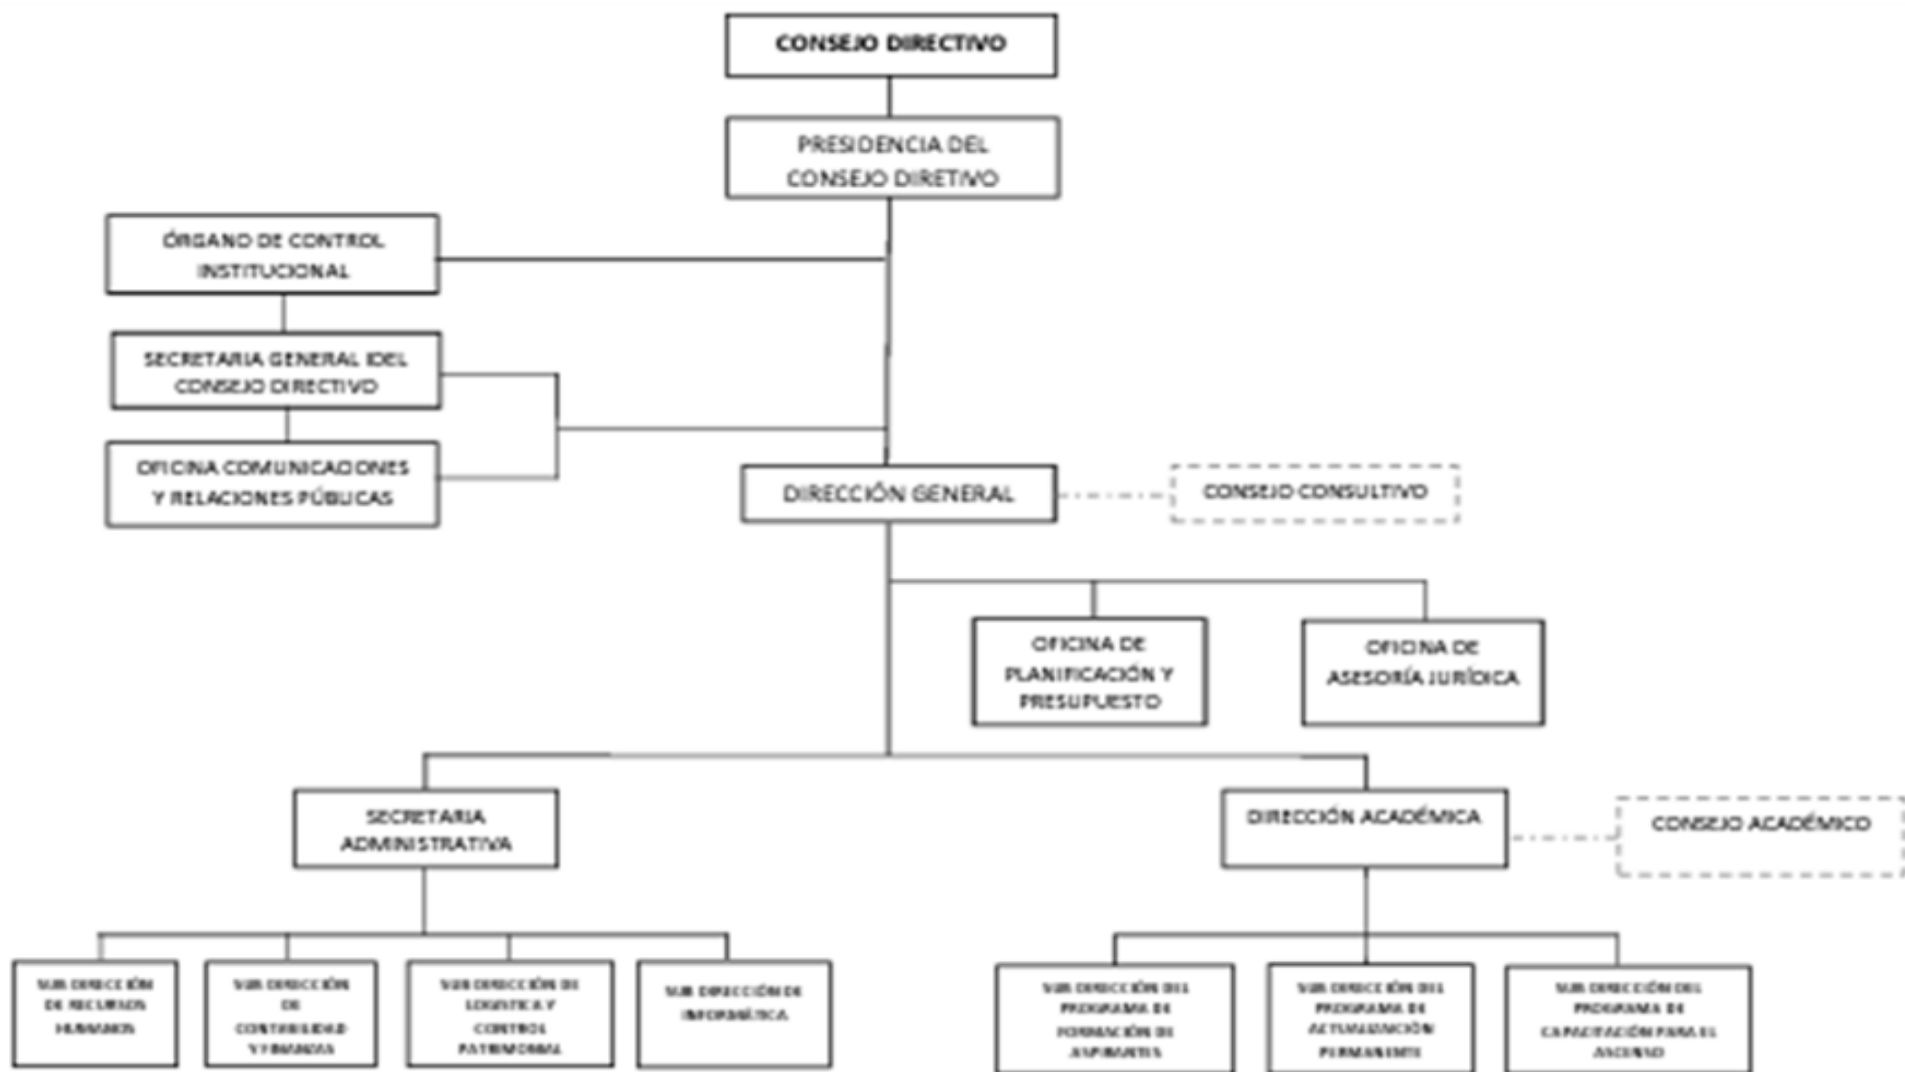 CONSEJO DIRECTIVO
PRESIDENCIA DEL
CONSEJO DIRETIVO
ÓRGANO DE CONTROL
INSTITUCIONAL
SECRETARIA GENERAL IDEL
CONSEJO DIRECTIVO
OFICINA COMUNICACIONES
Y RELACIONES PÚBLICAS
DIRECCIÓN GENERAL
CONSEJO CONSULTIVO
OFICINA DE
PLANIFICACIÓN Y
PRESUPUESTO
OFICINA DE
ASESORÍA JURÍDICA
SECRETARIA
ADMINISTRATIVA
DIRECCIÓN ACADÉMICA
CONSEJO ACADÉMICO
SUB DIRECCIÓN
DE RECURSOS
HUMANOS
SUB DIRECCIÓN
DE
CONTABILIDAD
Y FINANZAS
SUB DIRECCIÓN DE
LOGISTICA Y
CONTROL
PATRIMONIAL
SUB DIRECCIÓN DE
INFORMÁTICA
SUB DIRECCIÓN DEL
PROGRAMA DE
FORMACIÓN DE
ASPIRANTES
SUB DIRECCIÓN DEL
PROGRAMA DE
ACTUALIZACIÓN
PERMANENTE
SUB DIRECCIÓN DEL
PROGRAMA DE
CAPACITACIÓN PARA EL
ASCENSO